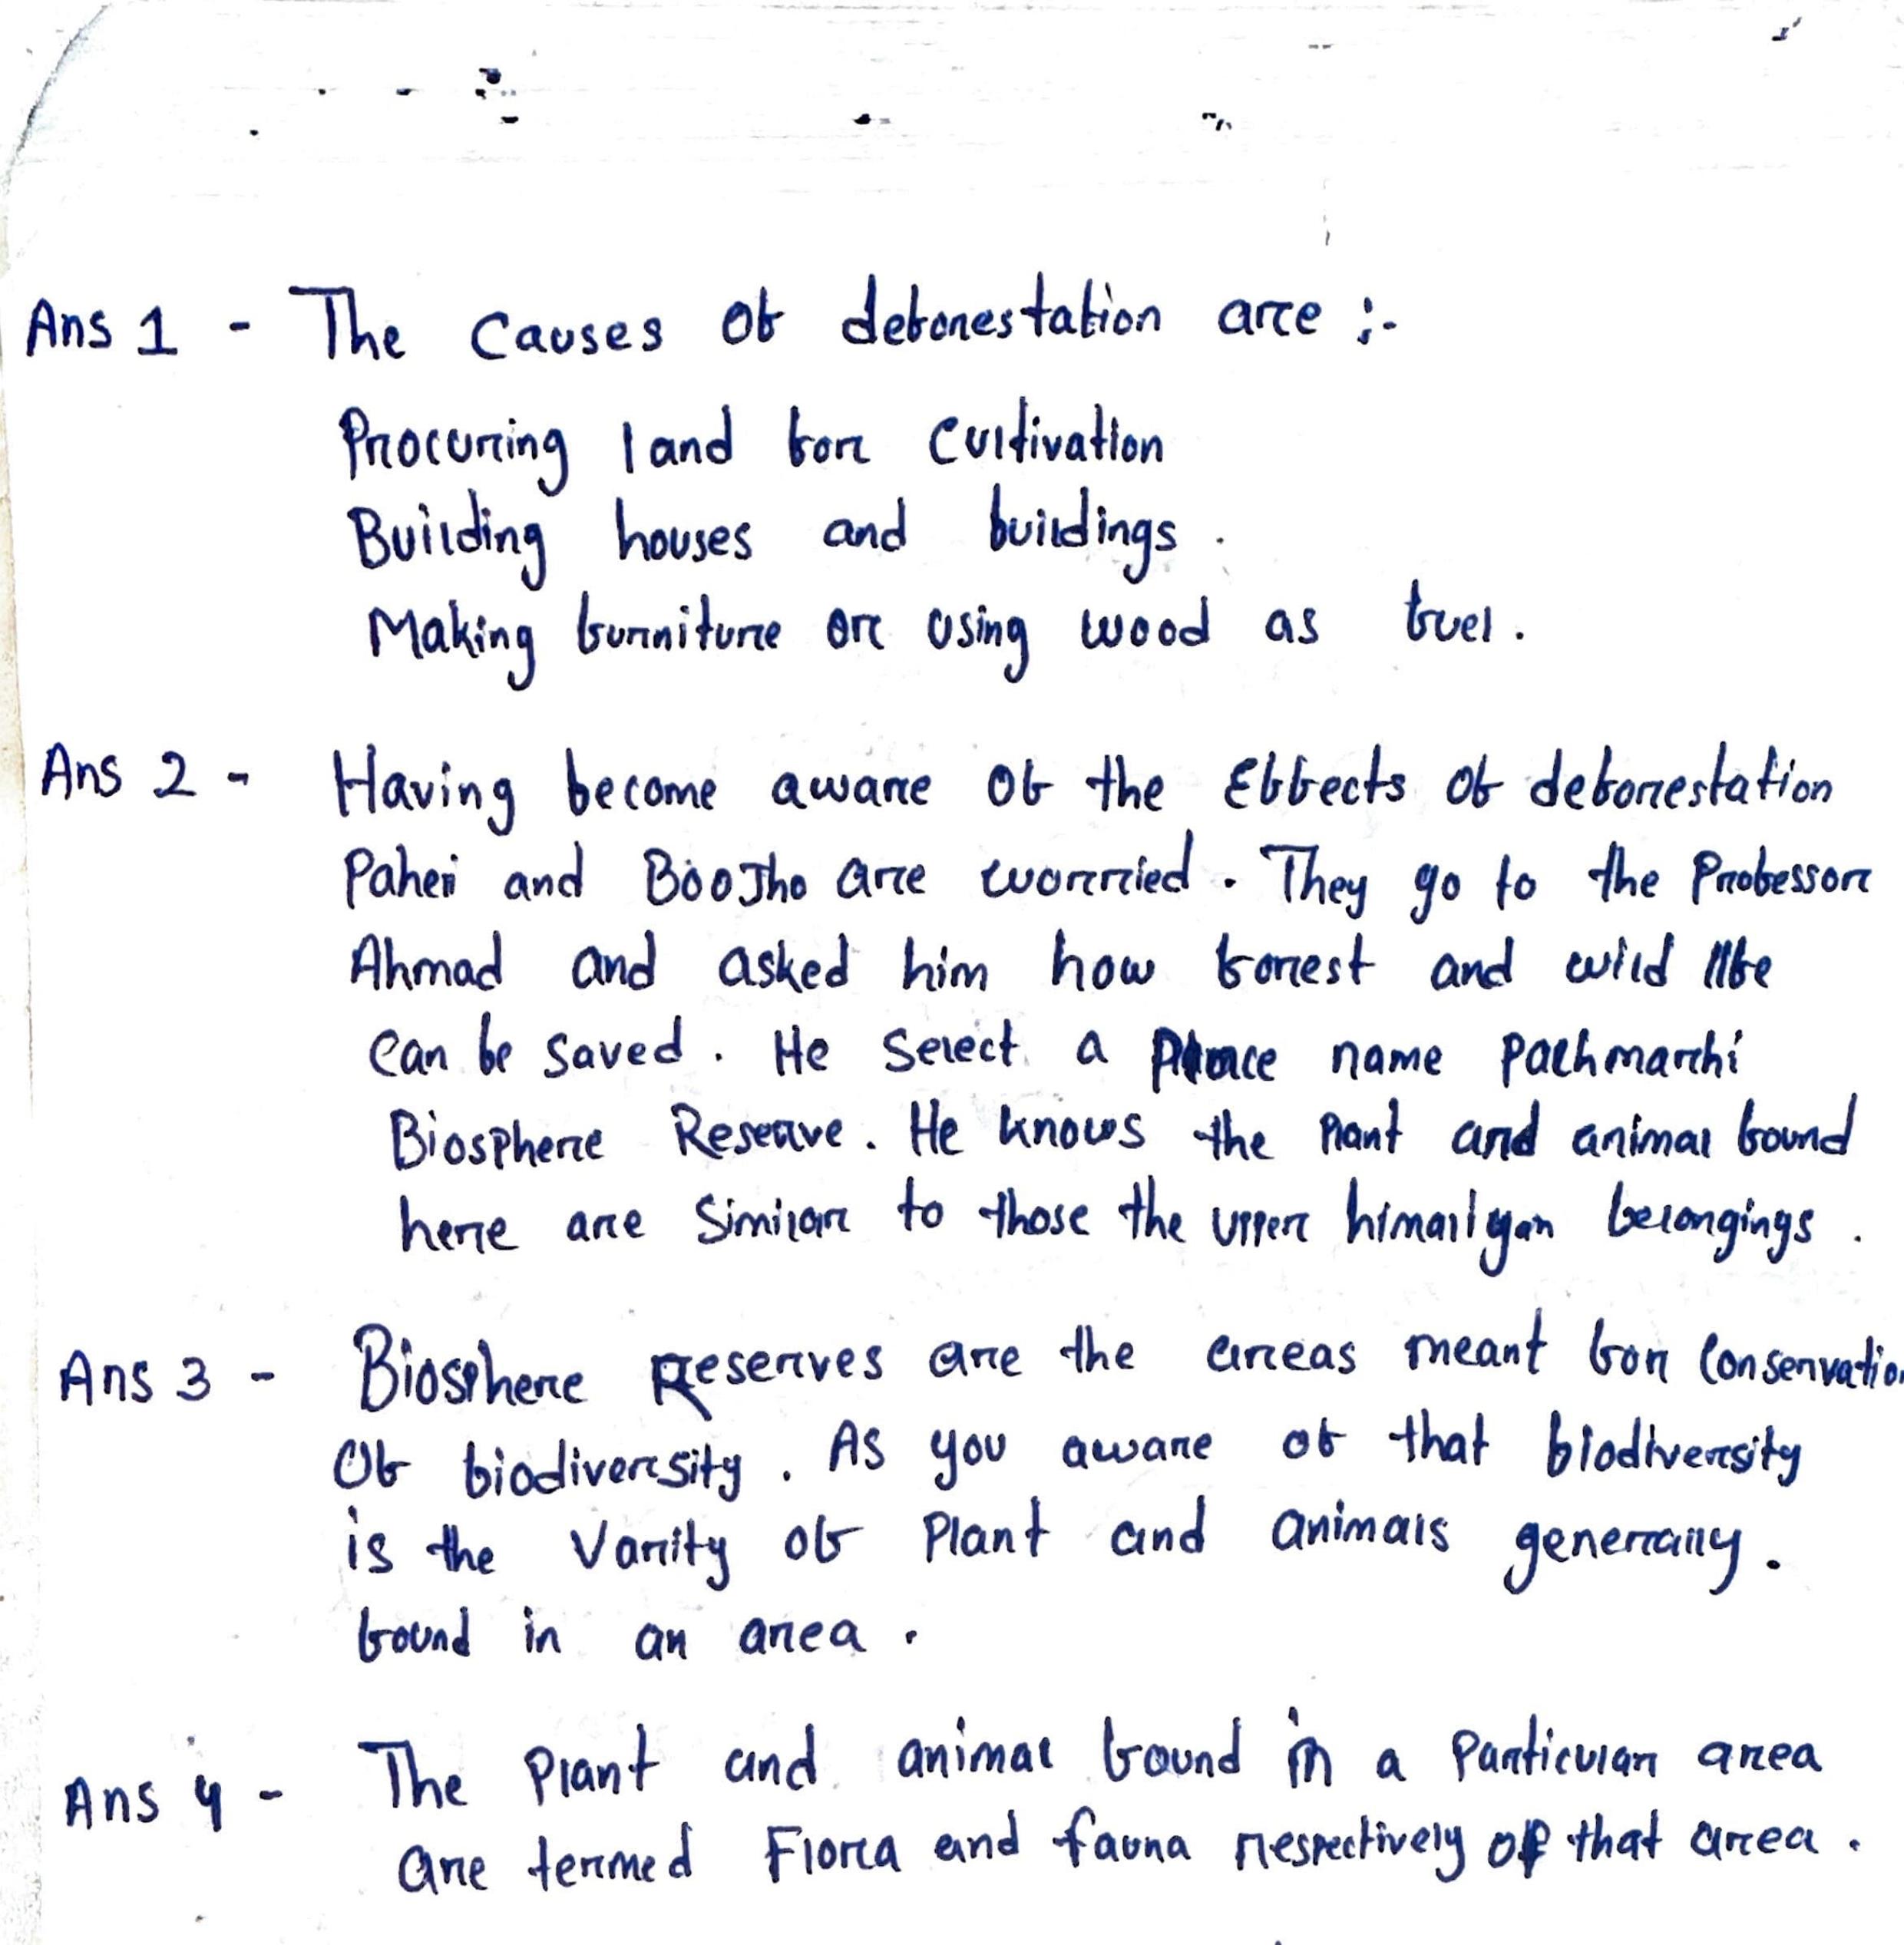 Ans 1 - The causes of deforestation are :-
Procuring land for cultivation
Building houses and buildings .
Making furniture or using wood as fuel .
Ans 2 - Having become aware of the Effects of deforestation
Paheli and Boojho are worried . They go to the Professor
Ahmad and asked him how forest and wild life
can be saved . He select a place name Pachmarhi
Biosphere Reserve . He knows the plant and animal found
here are similar to those the upper himailyan belongings .
Ans 3 - Biosphere Reserves are the areas meant for conservation
Of biodiversity . As you aware of that biodiversity
is the varity of Plant and animals generally .
found in an area .
Ans 4 - The Plant and animal found in a Particular area
are termed Flora and fauna respectively of that area .